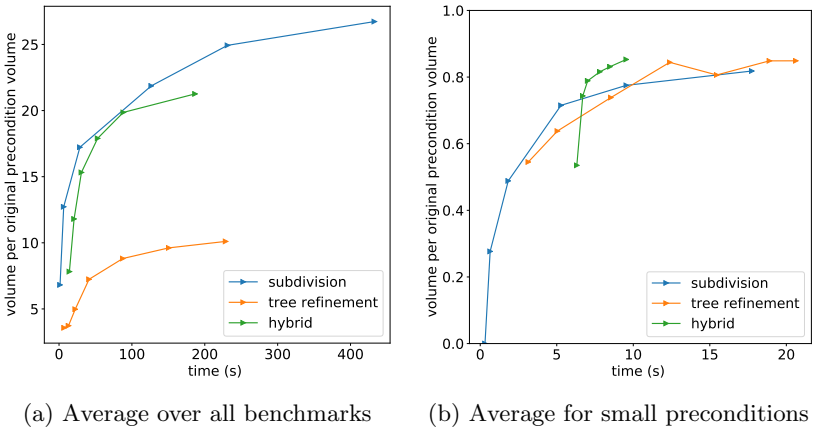 volume per original precondition volume
25
20
15
10
5
0
100
200
300
400
time (s)
subdivision
tree refinement
hybrid
(a) Average over all benchmarks
volume per original precondition volume
1.0
0.8
0.6
0.4
0.2
0.0
0
5
10
15
20
time (s)
subdivision
tree refinement
hybrid
(b) Average for small preconditions